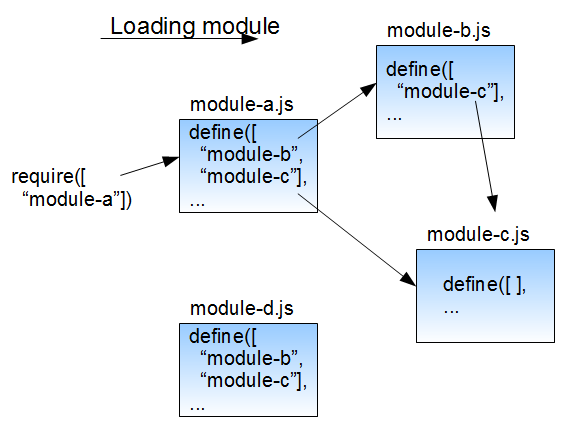 Loading module
module-b.js
define([
“module-c”],
...
module-a.js
define([
“module-b”,
“module-c”],
...
require([
“module-a”])
module-c.js
define([ ],
...
module-d.js
define([
“module-b”,
“module-c”],
...